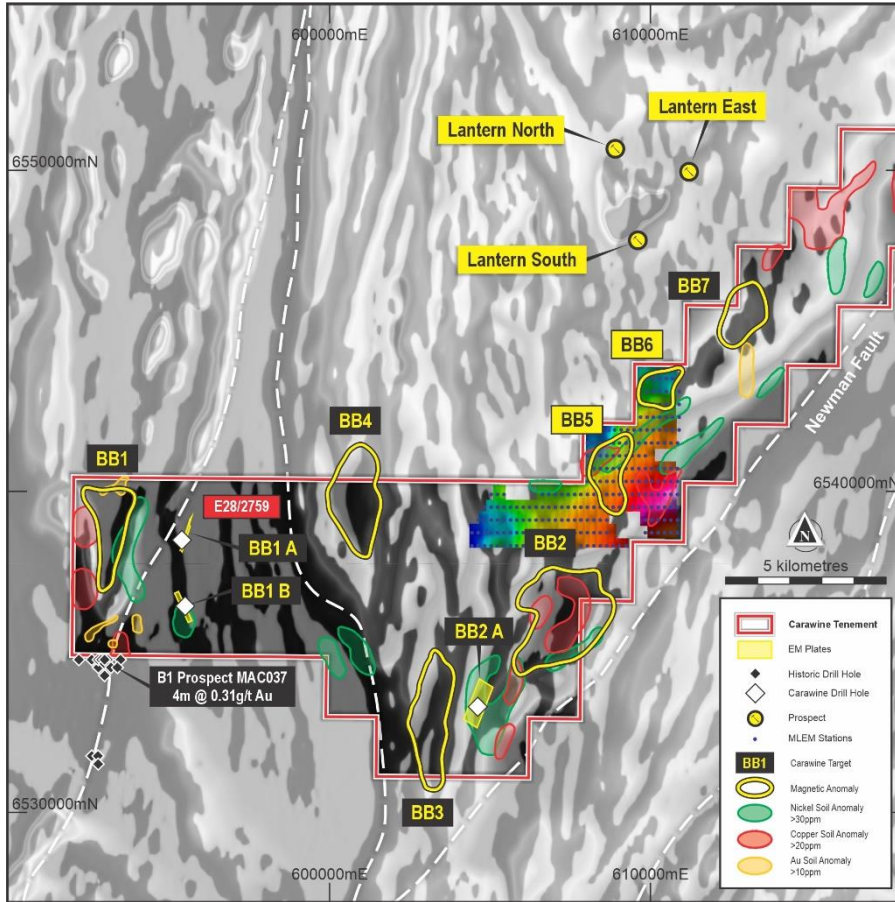 600000mE
610000mE
Lantern East
Lantern North
6550000mN
Lantern South
BB7
BB6
Newman Fault
BB4
BB5
BB1
6540000mN
E28/2759
N
BB1 A
BB2
5 kilometres
BB1 B
BB2 A
Carawine Tenement
EM Plates
B1 Prospect MAC037
4m @ 0.31g/t Au
Historic Drill Hole
Carawine Drill Hole
Prospect
MLEM Stations
BB1
Carawine Target
BB3
Magnetic Anomaly
6530000mN
Nickel Soil Anomaly
>30ppm
Copper Soil Anomaly
>20ppm
Au Soil Anomaly
>10ppm
600000mE
610000mE